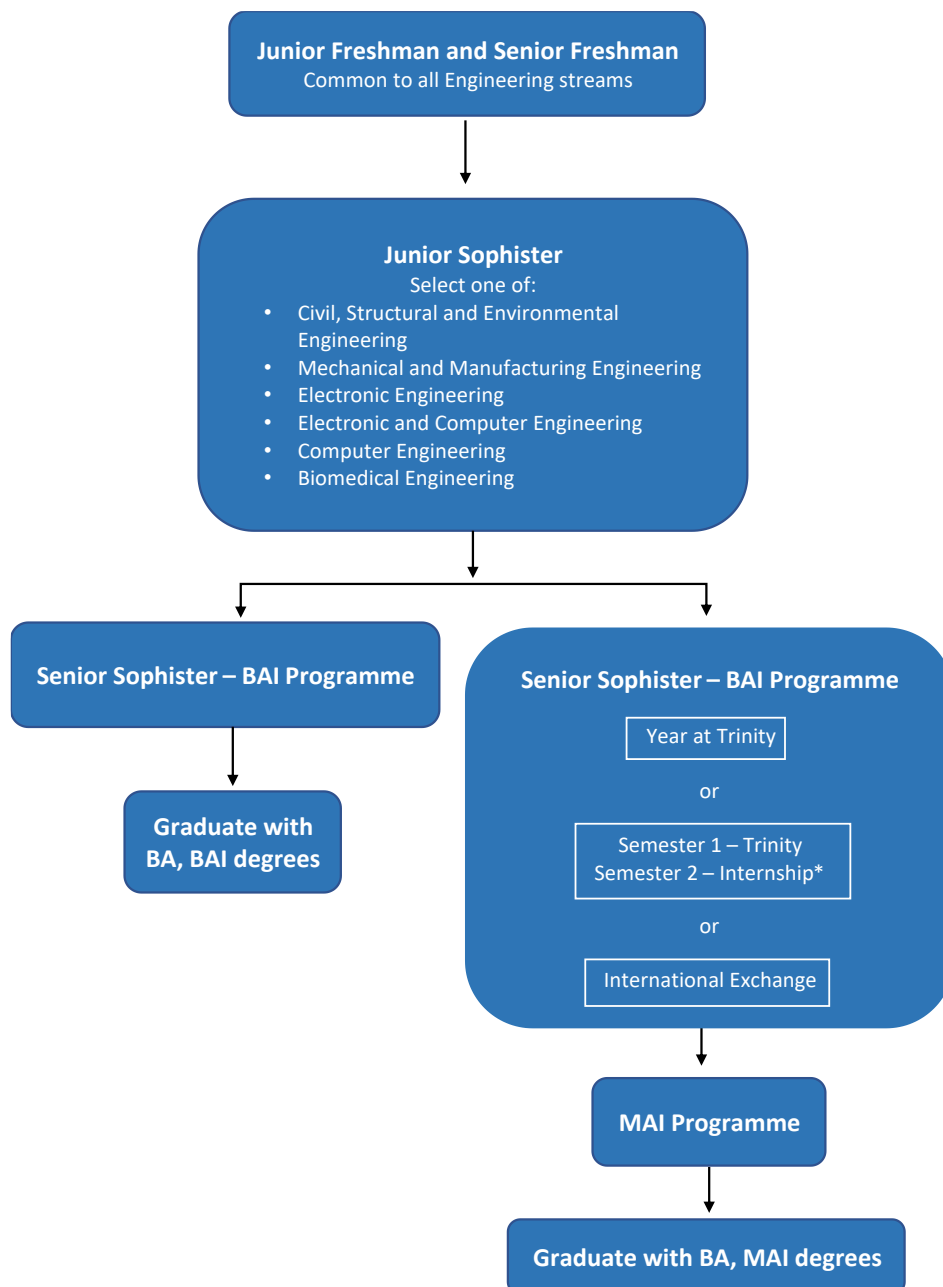 Junior Freshman and Senior Freshman
Common to all Engineering streams
Junior Sophister
Select one of:
• Civil, Structural and Environmental
Engineering
• Mechanical and Manufacturing Engineering
• Electronic Engineering
• Electronic and Computer Engineering
• Computer Engineering
• Biomedical Engineering
Senior Sophister – BAI Programme
Graduate with
BA, BAI degrees
Senior Sophister – BAI Programme
Year at Trinity
or
Semester 1 – Trinity
Semester 2 – Internship*
or
International Exchange
MAI Programme
Graduate with BA, MAI degrees